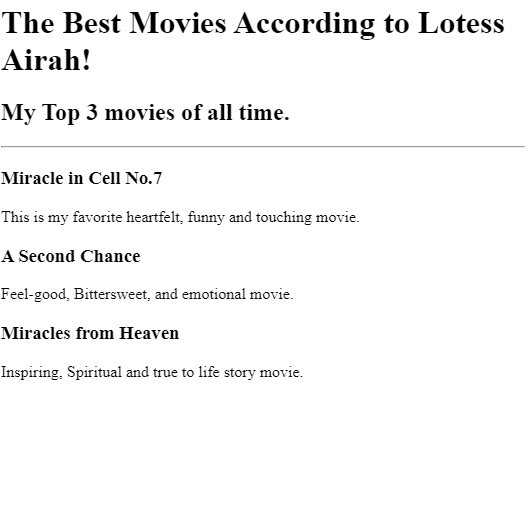 The Best Movies According to Lotess
Airah!
My Top 3 movies of all time.
Miracle in Cell No.7
This is my favorite heartfelt, funny and touching movie.
A Second Chance
Feel-good, Bittersweet, and emotional movie.
Miracles from Heaven
Inspiring, Spiritual and true to life story movie.